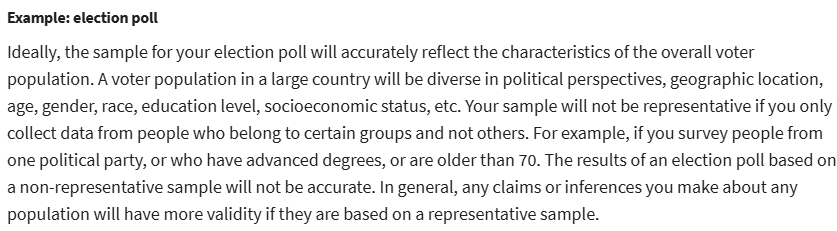 Example: election poll
Ideally, the sample for your election poll will accurately reflect the characteristics of the overall voter
population. A voter population in a large country will be diverse in political perspectives, geographic location,
age, gender, race, education level, socioeconomic status, etc. Your sample will not be representative if you only
collect data from people who belong to certain groups and not others. For example, if you survey people from
one political party, or who have advanced degrees, or are older than 70. The results of an election poll based on
a non-representative sample will not be accurate. In general, any claims or inferences you make about any
population will have more validity if they are based on a representative sample.